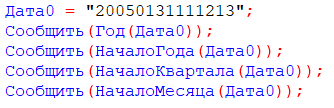 Дата0 = "20050131111213";
Сообщить(Год(Дата0));
Сообщить(НачалоГода(Дата0));
Сообщить(НачалоКвартала(Дата0));
Сообщить(НачалоМесяца(Дата0));